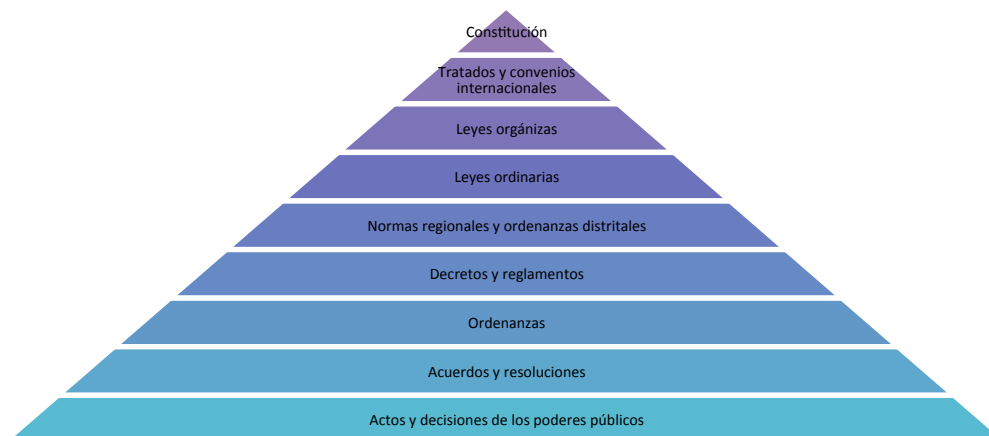 Constitución
Tratados y convenios
internacionales
Leyes orgánizas
Leyes ordinarias
Normas regionales y ordenanzas distritales
Decretos y reglamentos
Ordenanzas
Acuerdos y resoluciones
Actos y decisiones de los poderes públicos